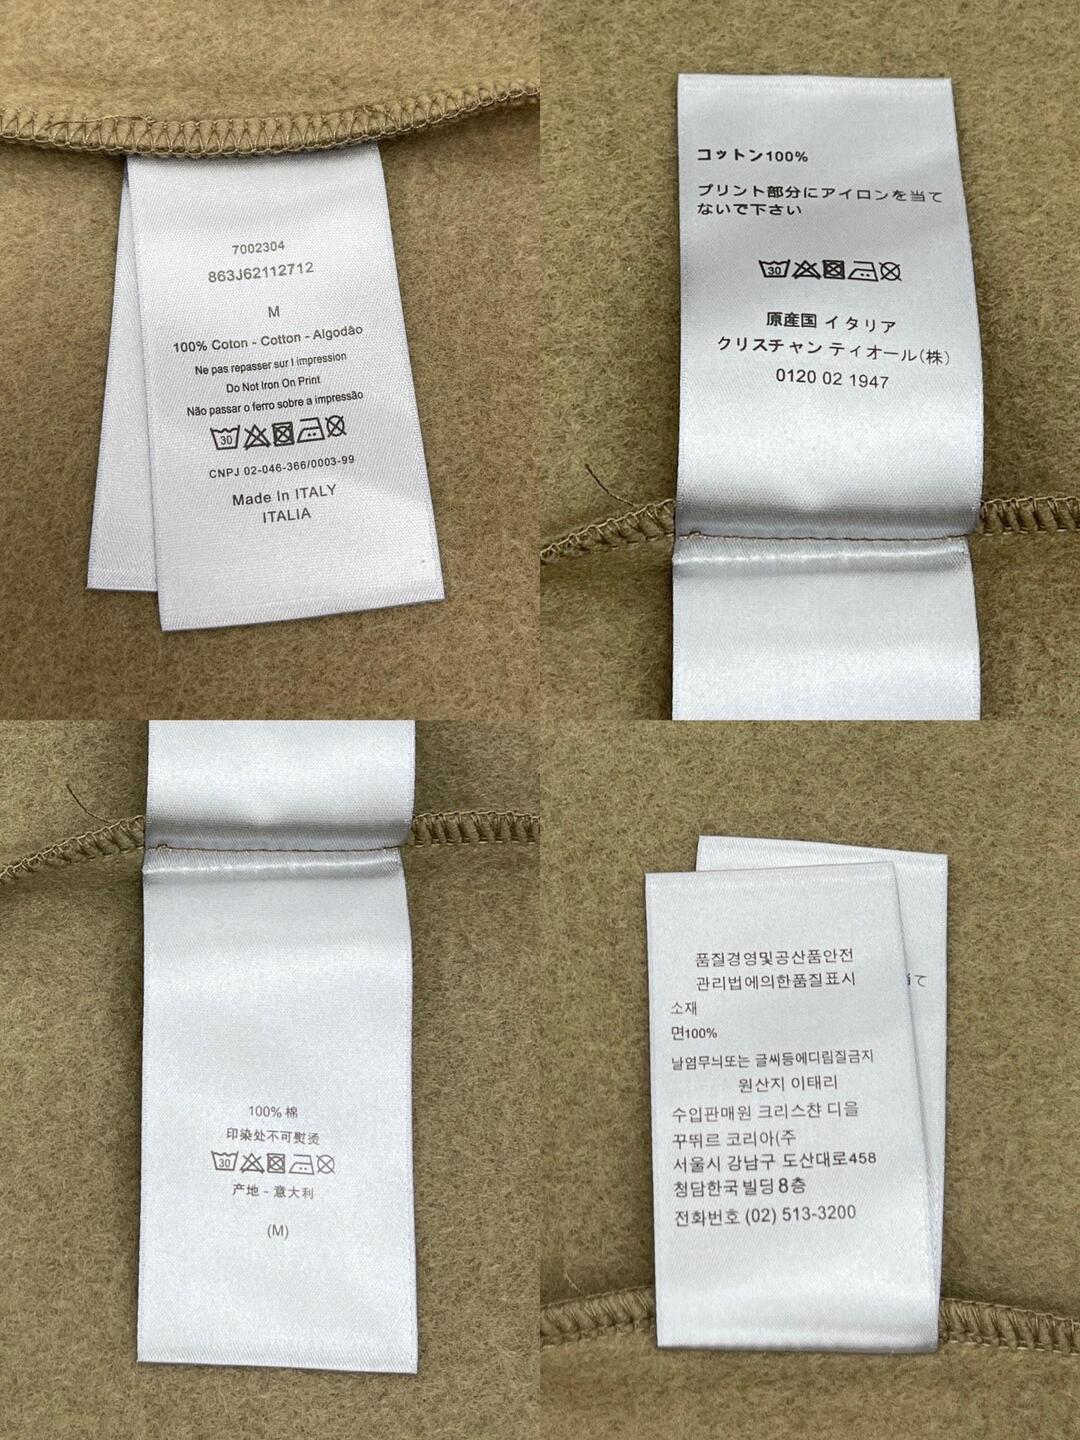 7002304
863J62112712
M
100% Coton - Cotton - Algodão
Ne pas repasser sur l impression
Do Not Iron On Print
Não passar o ferro sobre a impressão
30
CNPJ 02-046-366/0003-99
Made In ITALY
ITALIA
コットン100%
プリント部分にアイロンを当て
ないで下さい
30
原産国 イタリア
クリスチャン ティオール(株)
0120 02 1947
100% 棉
印染处不可熨烫
30
产地 - 意大利
(M)
품질경영및공산품안전
관리법에의한품질표시
소재
면100%
날염무늬또는 글씨등에디림질금지
원산지 이태리
수입판매원 크리스챤 디올
꾸뛰르 코리아(주
서울시 강남구 도산대로458
청담한국빌딩8층
전화번호 (02) 513-3200
当て